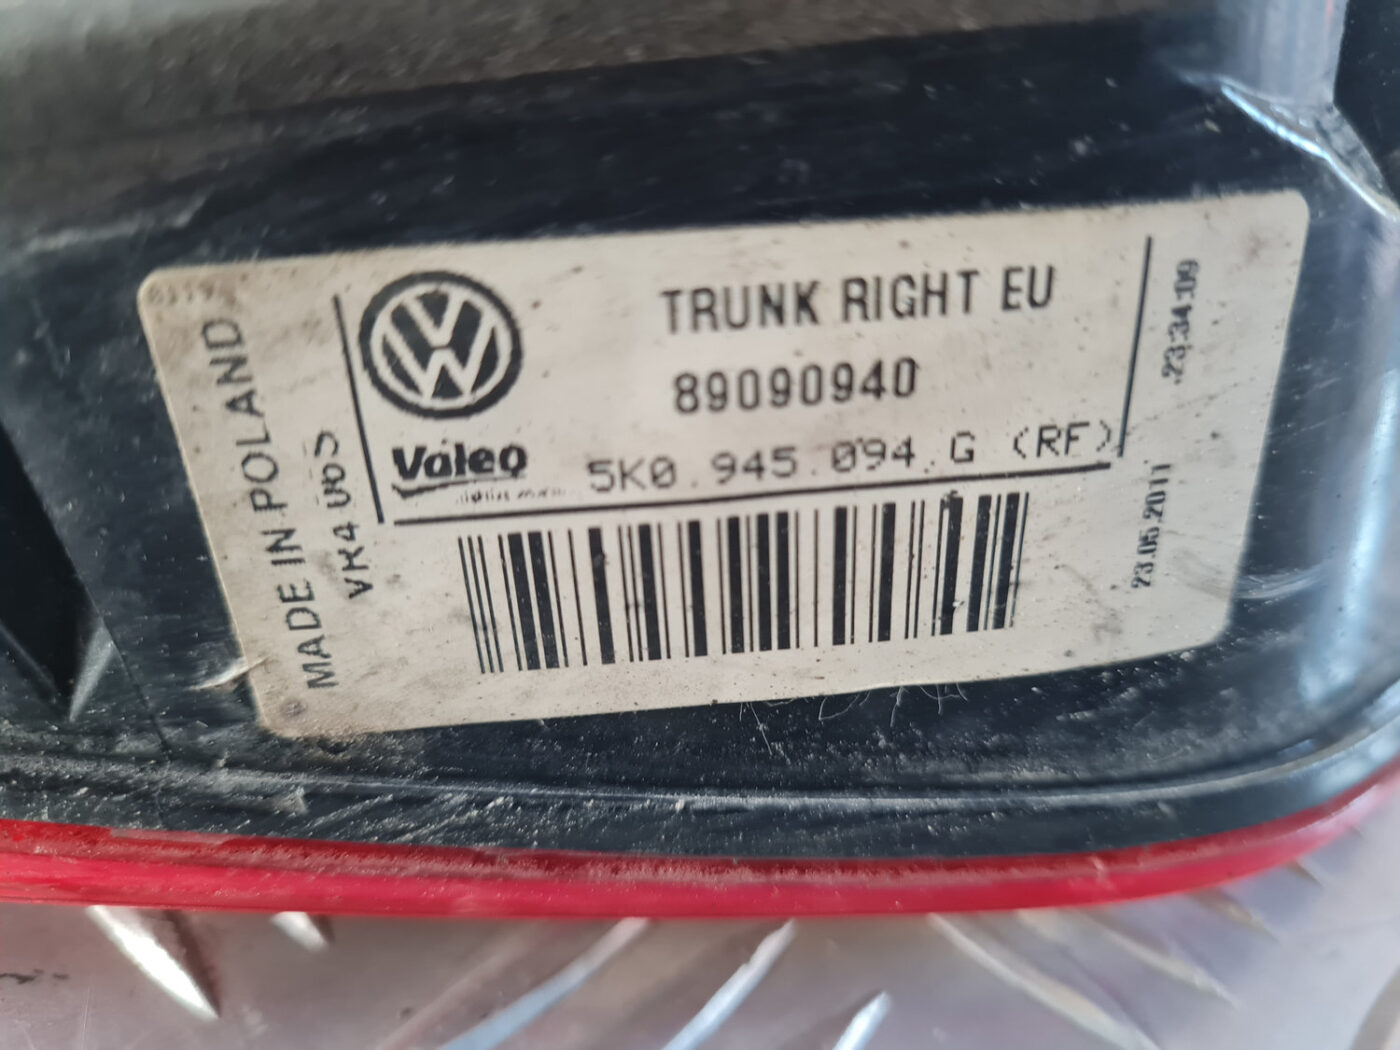 MADE IN POLAND
TRUNK RIGHT EU
89090940
Valeo
5K0.945.094.G (RF)
23:34:09
23.05.2011